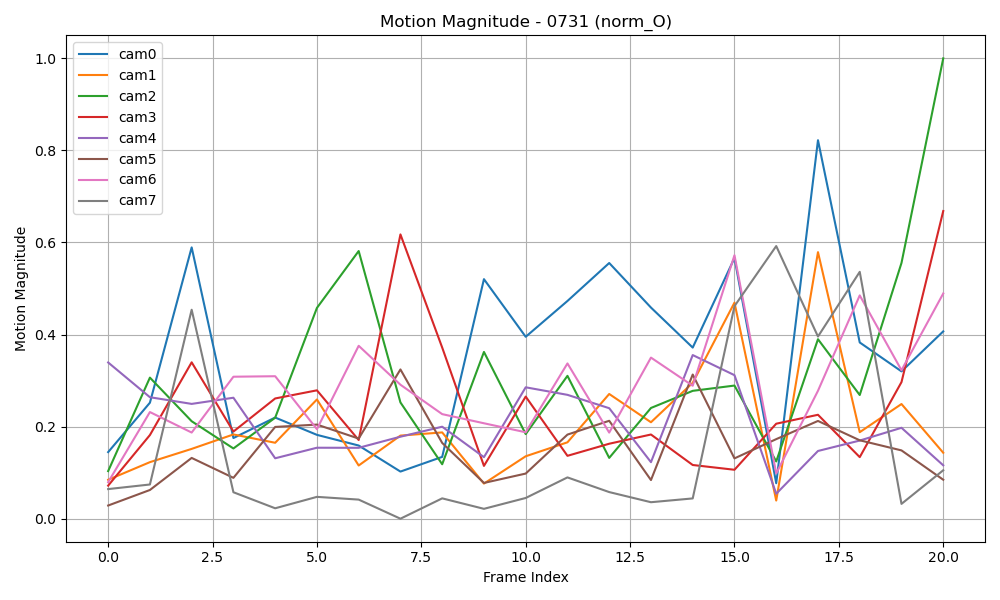 Motion Magnitude - 0731 (norm_O)
cam0
cam1
cam2
cam3
cam4
cam5
cam6
cam7
Motion Magnitude
1.0
0.8
0.6
0.4
0.2
0.0
0.0 2.5 5.0 7.5 10.0 12.5 15.0 17.5 20.0
Frame Index